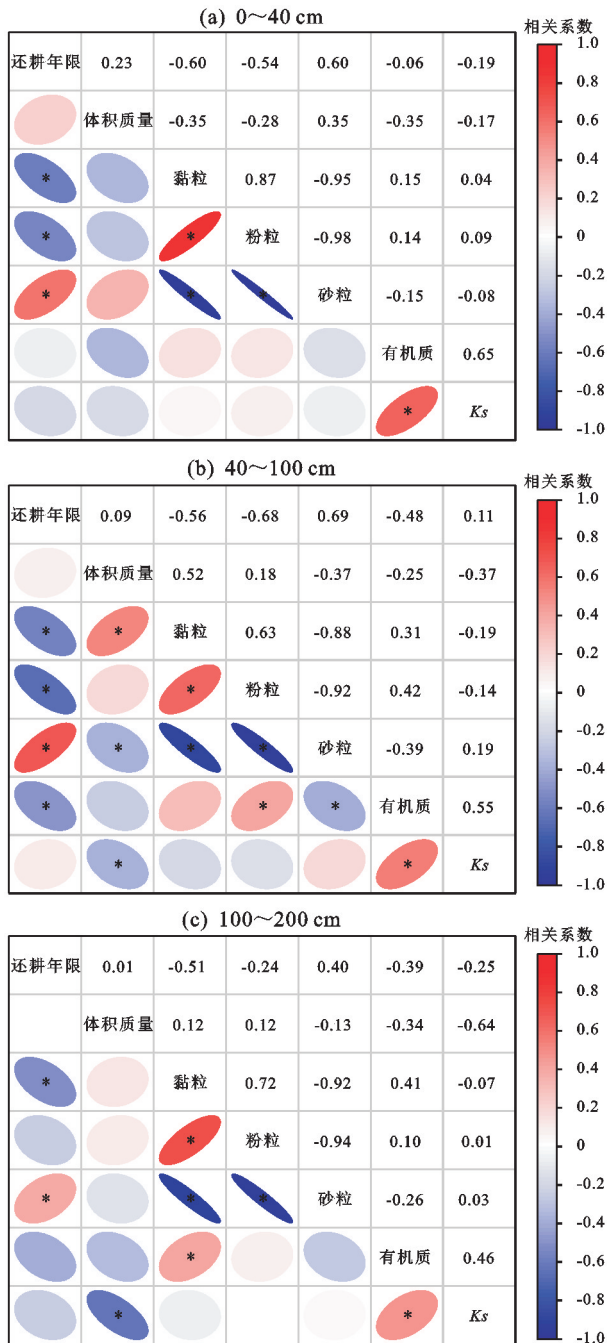 (a) 0～40 cm
相关系数
还耕年限 0.23 -0.60 -0.54 0.60 -0.06 -0.19
体积质量 -0.35 -0.28 0.35 -0.35 -0.17
* 黏粒 0.87 -0.95 0.15 0.04
* * 粉粒 -0.98 0.14 0.09
* * * 砂粒 -0.15 -0.08
有机质 0.65
* Ks
1.0
0.8
0.6
0.4
0.2
0
-0.2
-0.4
-0.6
-0.8
-1.0
(b) 40～100 cm
相关系数
还耕年限 0.09 -0.56 -0.68 0.69 -0.48 0.11
体积质量 0.52 0.18 -0.37 -0.25 -0.37
* * 黏粒 0.63 -0.88 0.31 -0.19
* * 粉粒 -0.92 0.42 -0.14
* * * * 砂粒 -0.39 0.19
* * * 有机质 0.55
* * Ks
1.0
0.8
0.6
0.4
0.2
0
-0.2
-0.4
-0.6
-0.8
-1.0
(c) 100～200 cm
相关系数
还耕年限 0.01 -0.51 -0.24 0.40 -0.39 -0.25
体积质量 0.12 0.12 -0.13 -0.34 -0.64
* 黏粒 0.72 -0.92 0.41 -0.07
* 粉粒 -0.94 0.10 0.01
* * * 砂粒 -0.26 0.03
* 有机质 0.46
* * Ks
1.0
0.8
0.6
0.4
0.2
0
-0.2
-0.4
-0.6
-0.8
-1.0